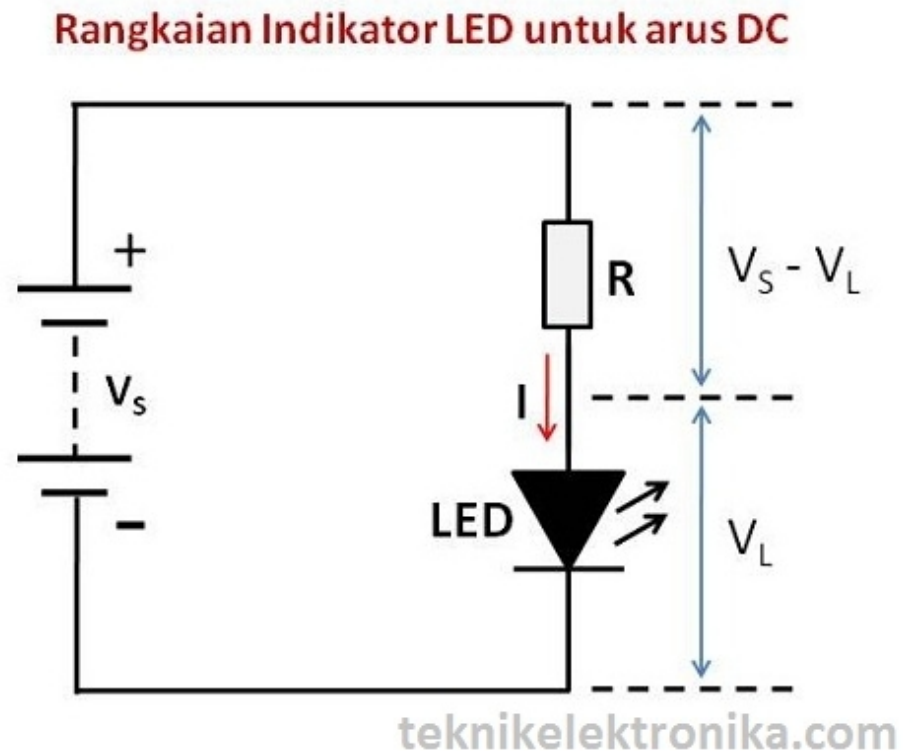 Rangkaian Indikator LED untuk arus DC
+
Vs
-
R
I
LED
VS - VL
VL
teknikelektronika.com